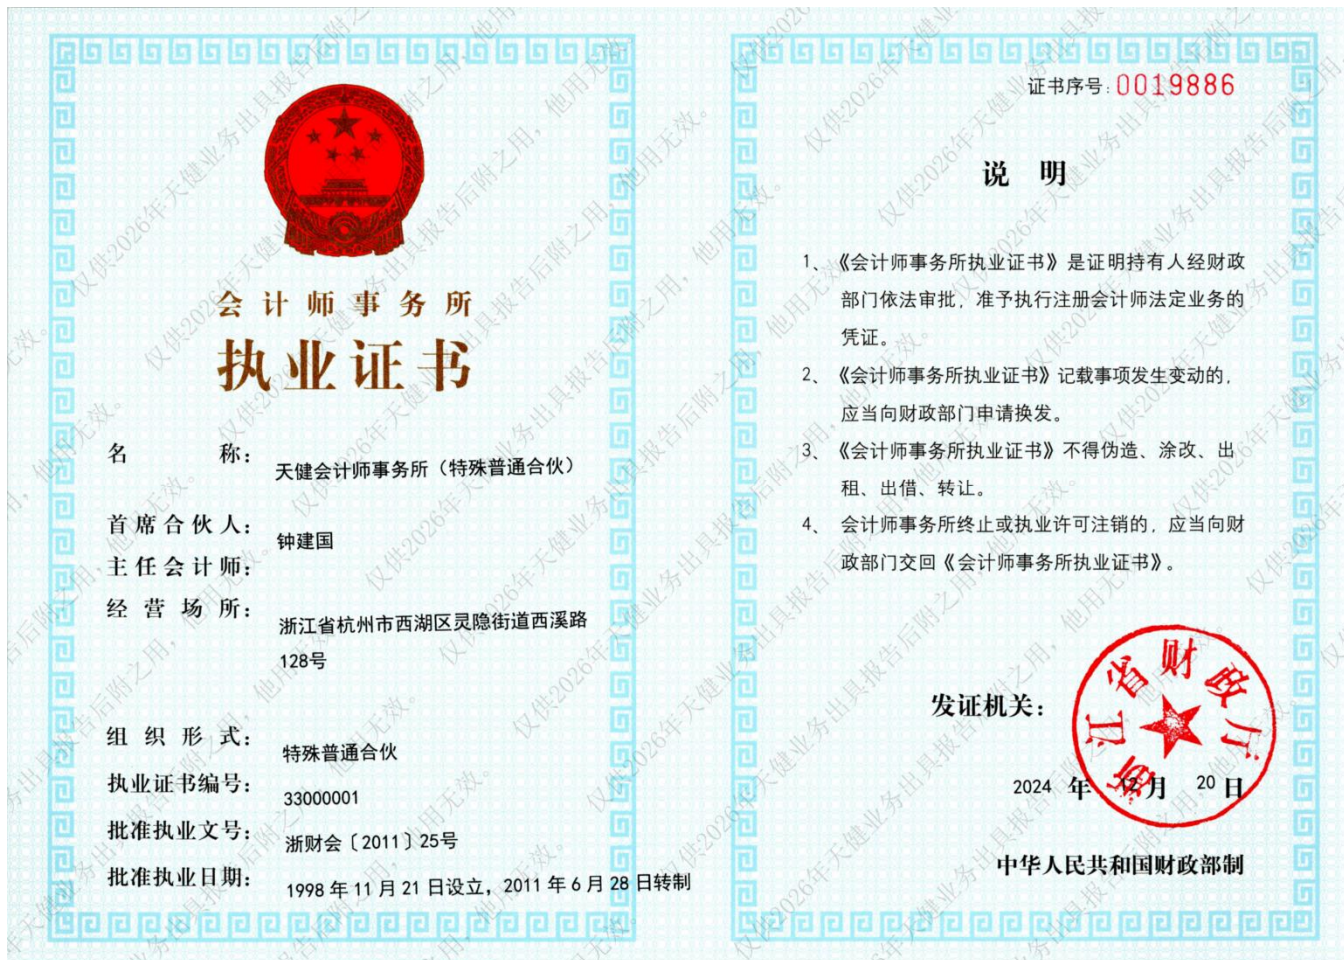 会计师事务所
执业证书
名称：天健会计师事务所（特殊普通合伙）
首席合伙人：钟建国
主任会计师：
经营场所：浙江省杭州市西湖区灵隐街道西溪路
128号
组织形式：特殊普通合伙
执业证书编号：33000001
批准执业文号：浙财会〔2011〕25号
批准执业日期：1998年11月21日设立，2011年6月28日转制
证书序号：0019886
说明
1、《会计师事务所执业证书》是证明持有人经财政
部门依法审批，准予执行注册会计师法定业务的
凭证。
2、《会计师事务所执业证书》记载事项发生变动的，
应当向财政部门申请换发。
3、《会计师事务所执业证书》不得伪造、涂改、出
租、出借、转让。
4、会计师事务所终止或执业许可注销的，应当向财
政部门交回《会计师事务所执业证书》。
发证机关：
浙江省财政厅
2024年12月20日
中华人民共和国财政部制
仅供2026年天健业务出具报告后附之用，他用无效。